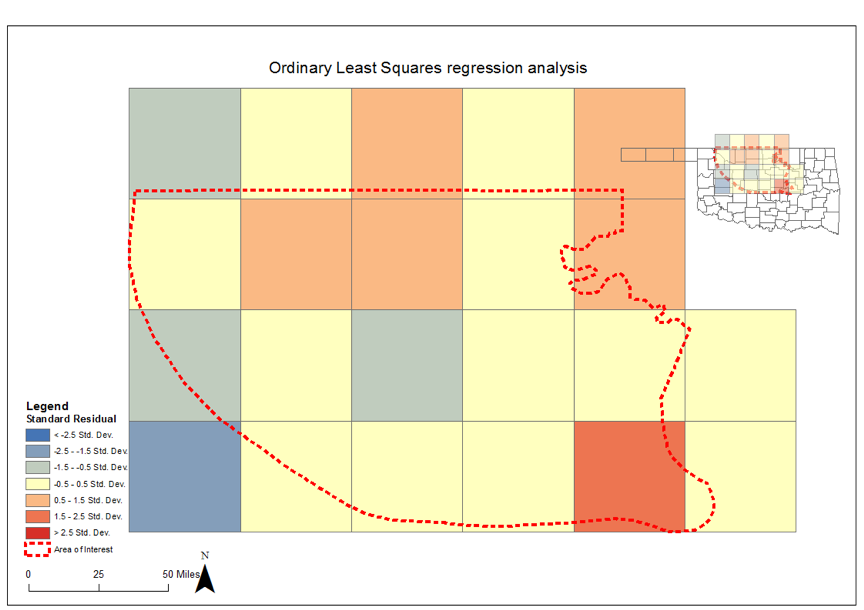 Ordinary Least Squares regression analysis
Legend
Standard Residual
< -2.5 Std. Dev.
-2.5 - -1.5 Std. Dev.
-1.5 - -0.5 Std. Dev.
-0.5 - 0.5 Std. Dev.
0.5 - 1.5 Std. Dev.
1.5 - 2.5 Std. Dev.
> 2.5 Std. Dev.
Area of Interest
N
0 25 50 Miles